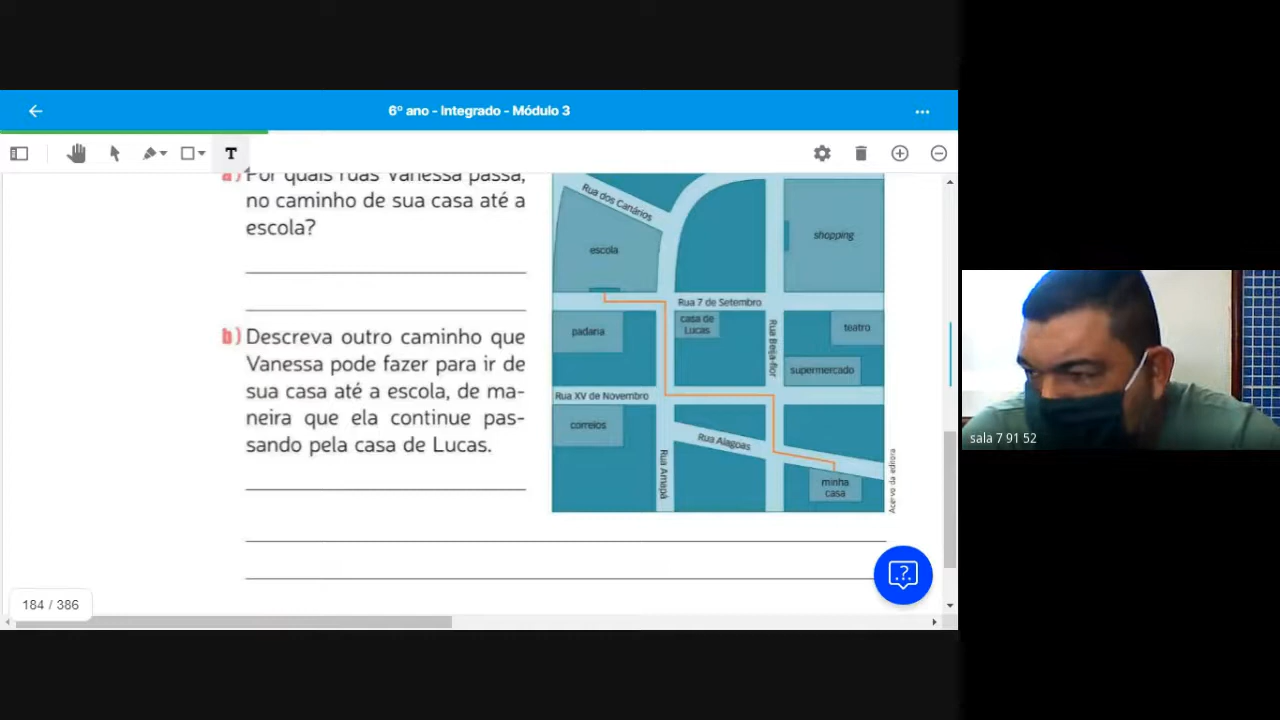 6º ano - Integrado - Módulo 3
T
a) Por quais ruas Vanessa passa,
no caminho de sua casa até a
escola?
b) Descreva outro caminho que
Vanessa pode fazer para ir de
sua casa até a escola, de ma-
neira que ela continue pas-
sando pela casa de Lucas.
Rua dos Canários
escola
shopping
Rua 7 de Setembro
padaria
casa de
Lucas
Rua Beija-flor
teatro
supermercado
Rua XV de Novembro
correios
Rua Alagoas
Rua Amapá
minha
casa
Acervo da editora
184 / 386
sala 7 91 52